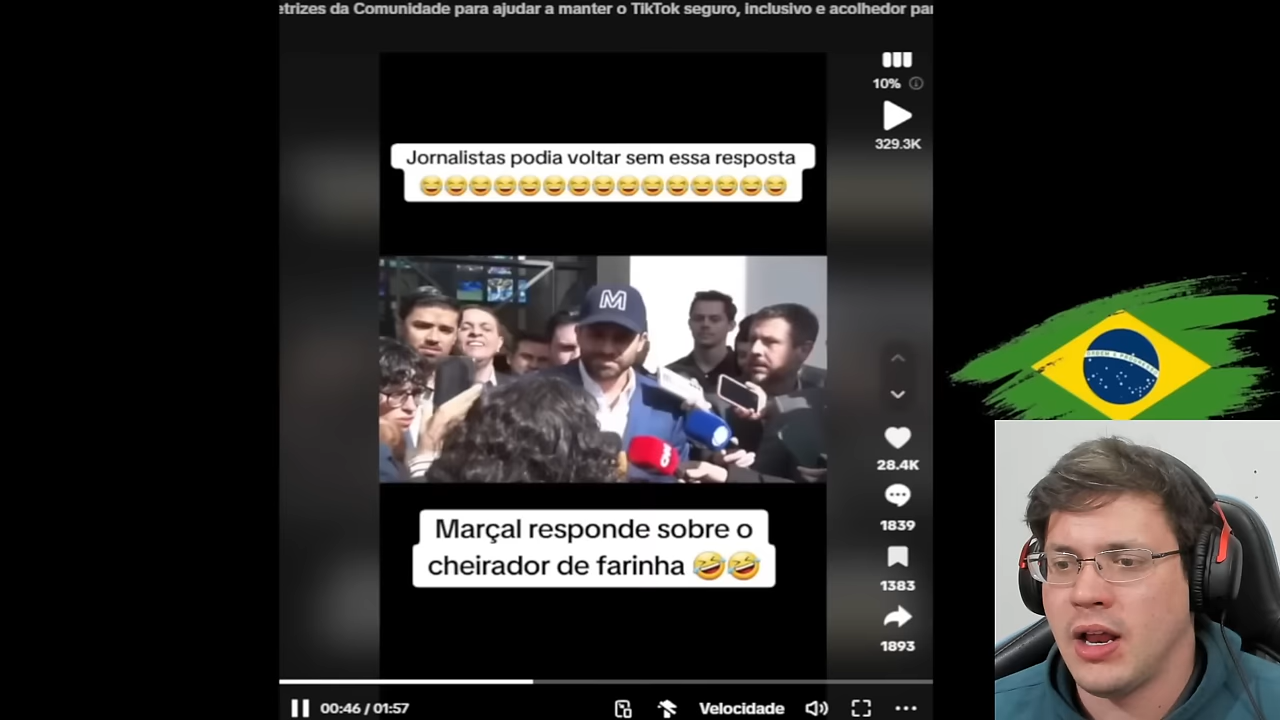 etrizes da Comunidade para ajudar a manter o TikTok seguro, inclusivo e acolhedor par
10%
329.3K
Jornalistas podia voltar sem essa resposta
😂😂😂😂😂😂😂😂😂😂😂😂😂😂😂
M
CNN
Marçal responde sobre o
cheirador de farinha 🤣🤣
28.4K
1839
1383
1893
00:46 / 01:57
Velocidade